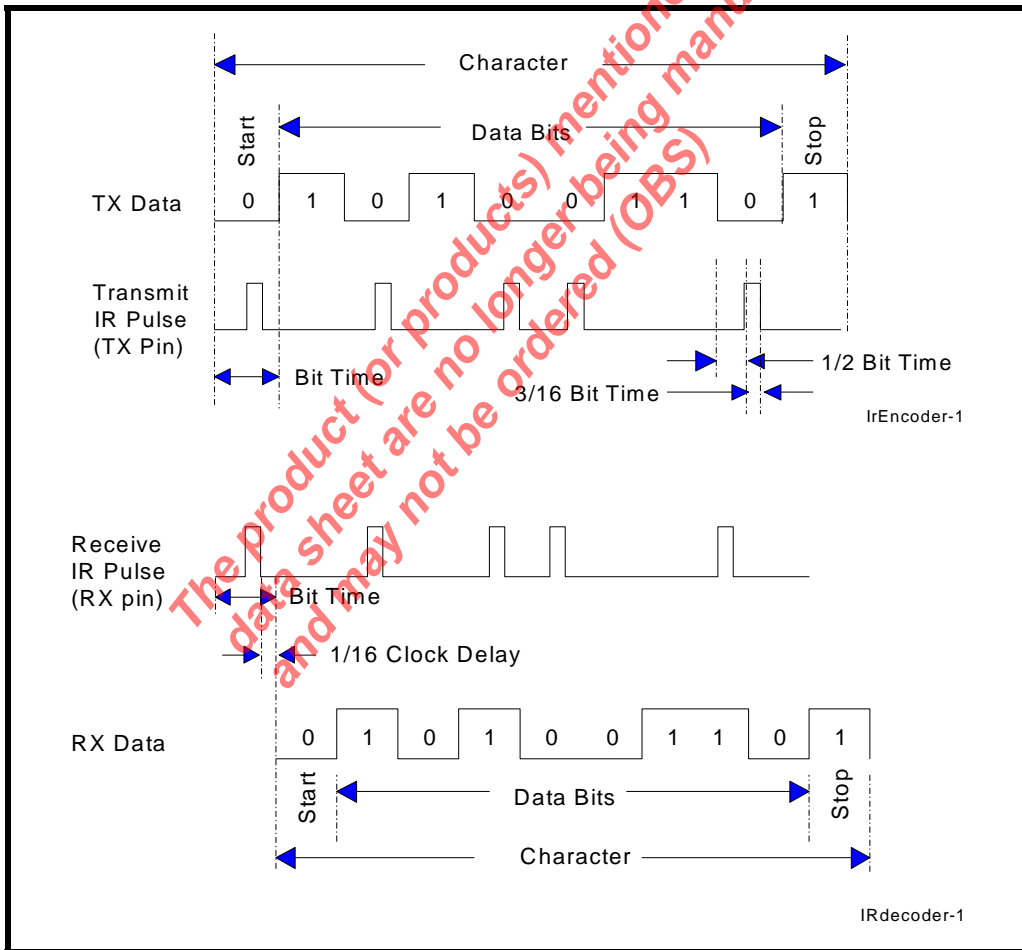 Character
Start
Data Bits
Stop
TX Data
0 1 0 1 0 0 1 1 0 1
Transmit
IR Pulse
(TX Pin)
Bit Time
1/2 Bit Time
3/16 Bit Time
IrEncoder-1
Receive
IR Pulse
(RX pin)
Bit Time
1/16 Clock Delay
RX Data
0 1 0 1 0 0 1 1 0 1
Start
Data Bits
Stop
Character
IRdecoder-1
The product (or products)
data sheet are no longer being
and may not be ordered (OBS)